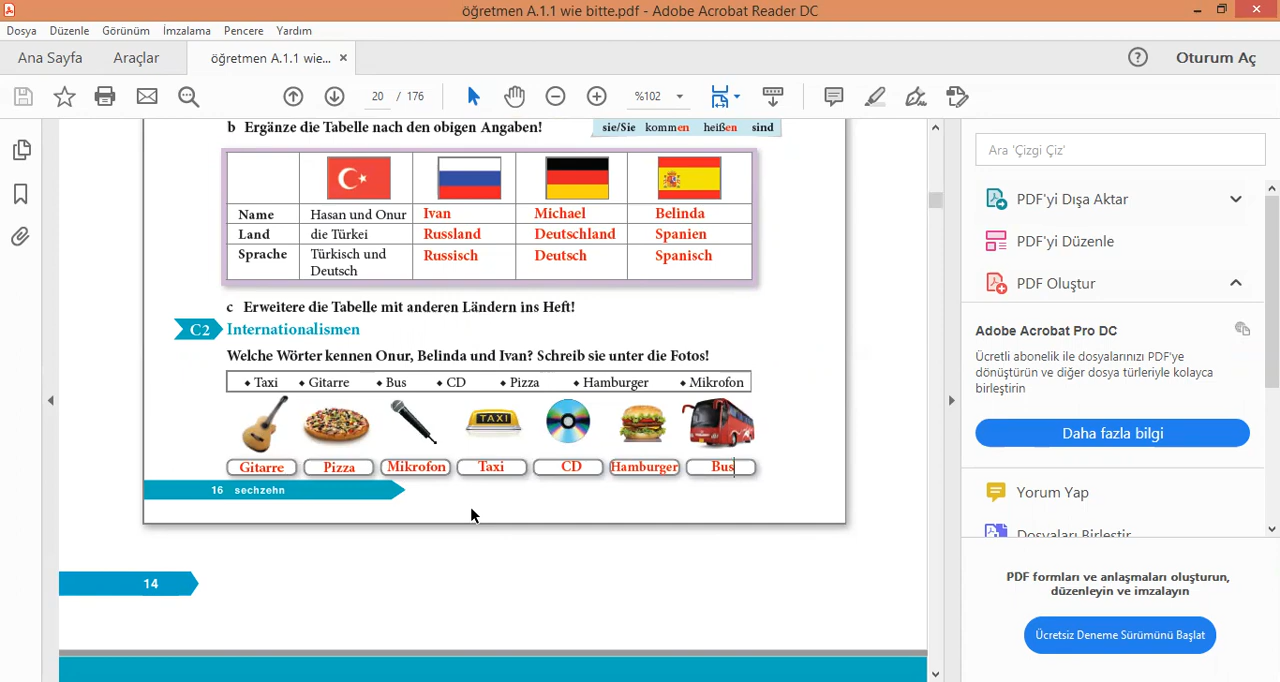 öğretmen A.1.1 wie bitte.pdf - Adobe Acrobat Reader DC
Dosya Düzenle Görünüm İmzalama Pencere Yardım
Ana Sayfa Araçlar öğretmen A.1.1 wie... × Oturum Aç
20 / 176 %102
b Ergänze die Tabelle nach den obigen Angaben! sie/Sie kommen heißen sind
Name Hasan und Onur Ivan Michael Belinda
Land die Türkei Russland Deutschland Spanien
Sprache Türkisch und Russisch Deutsch Spanisch
Deutsch
c Erweitere die Tabelle mit anderen Ländern ins Heft!
C2 Internationalismen
Welche Wörter kennen Onur, Belinda und Ivan? Schreib sie unter die Fotos!
♦ Taxi ♦ Gitarre ♦ Bus ♦ CD ♦ Pizza ♦ Hamburger ♦ Mikrofon
TAXI
Gitarre Pizza Mikrofon Taxi CD Hamburger Bus
16 sechzehn
14
Ara 'Çizgi Çiz'
PDF'yi Dışa Aktar
PDF'yi Düzenle
PDF Oluştur
Adobe Acrobat Pro DC
Ücretli abonelik ile dosyalarınızı PDF'ye
dönüştürün ve diğer dosya türleriyle kolayca
birleştirin
Daha fazla bilgi
Yorum Yap
Dosyaları Birleştir
PDF formları ve anlaşmaları oluşturun,
düzenleyin ve imzalayın
Ücretsiz Deneme Sürümünü Başlat